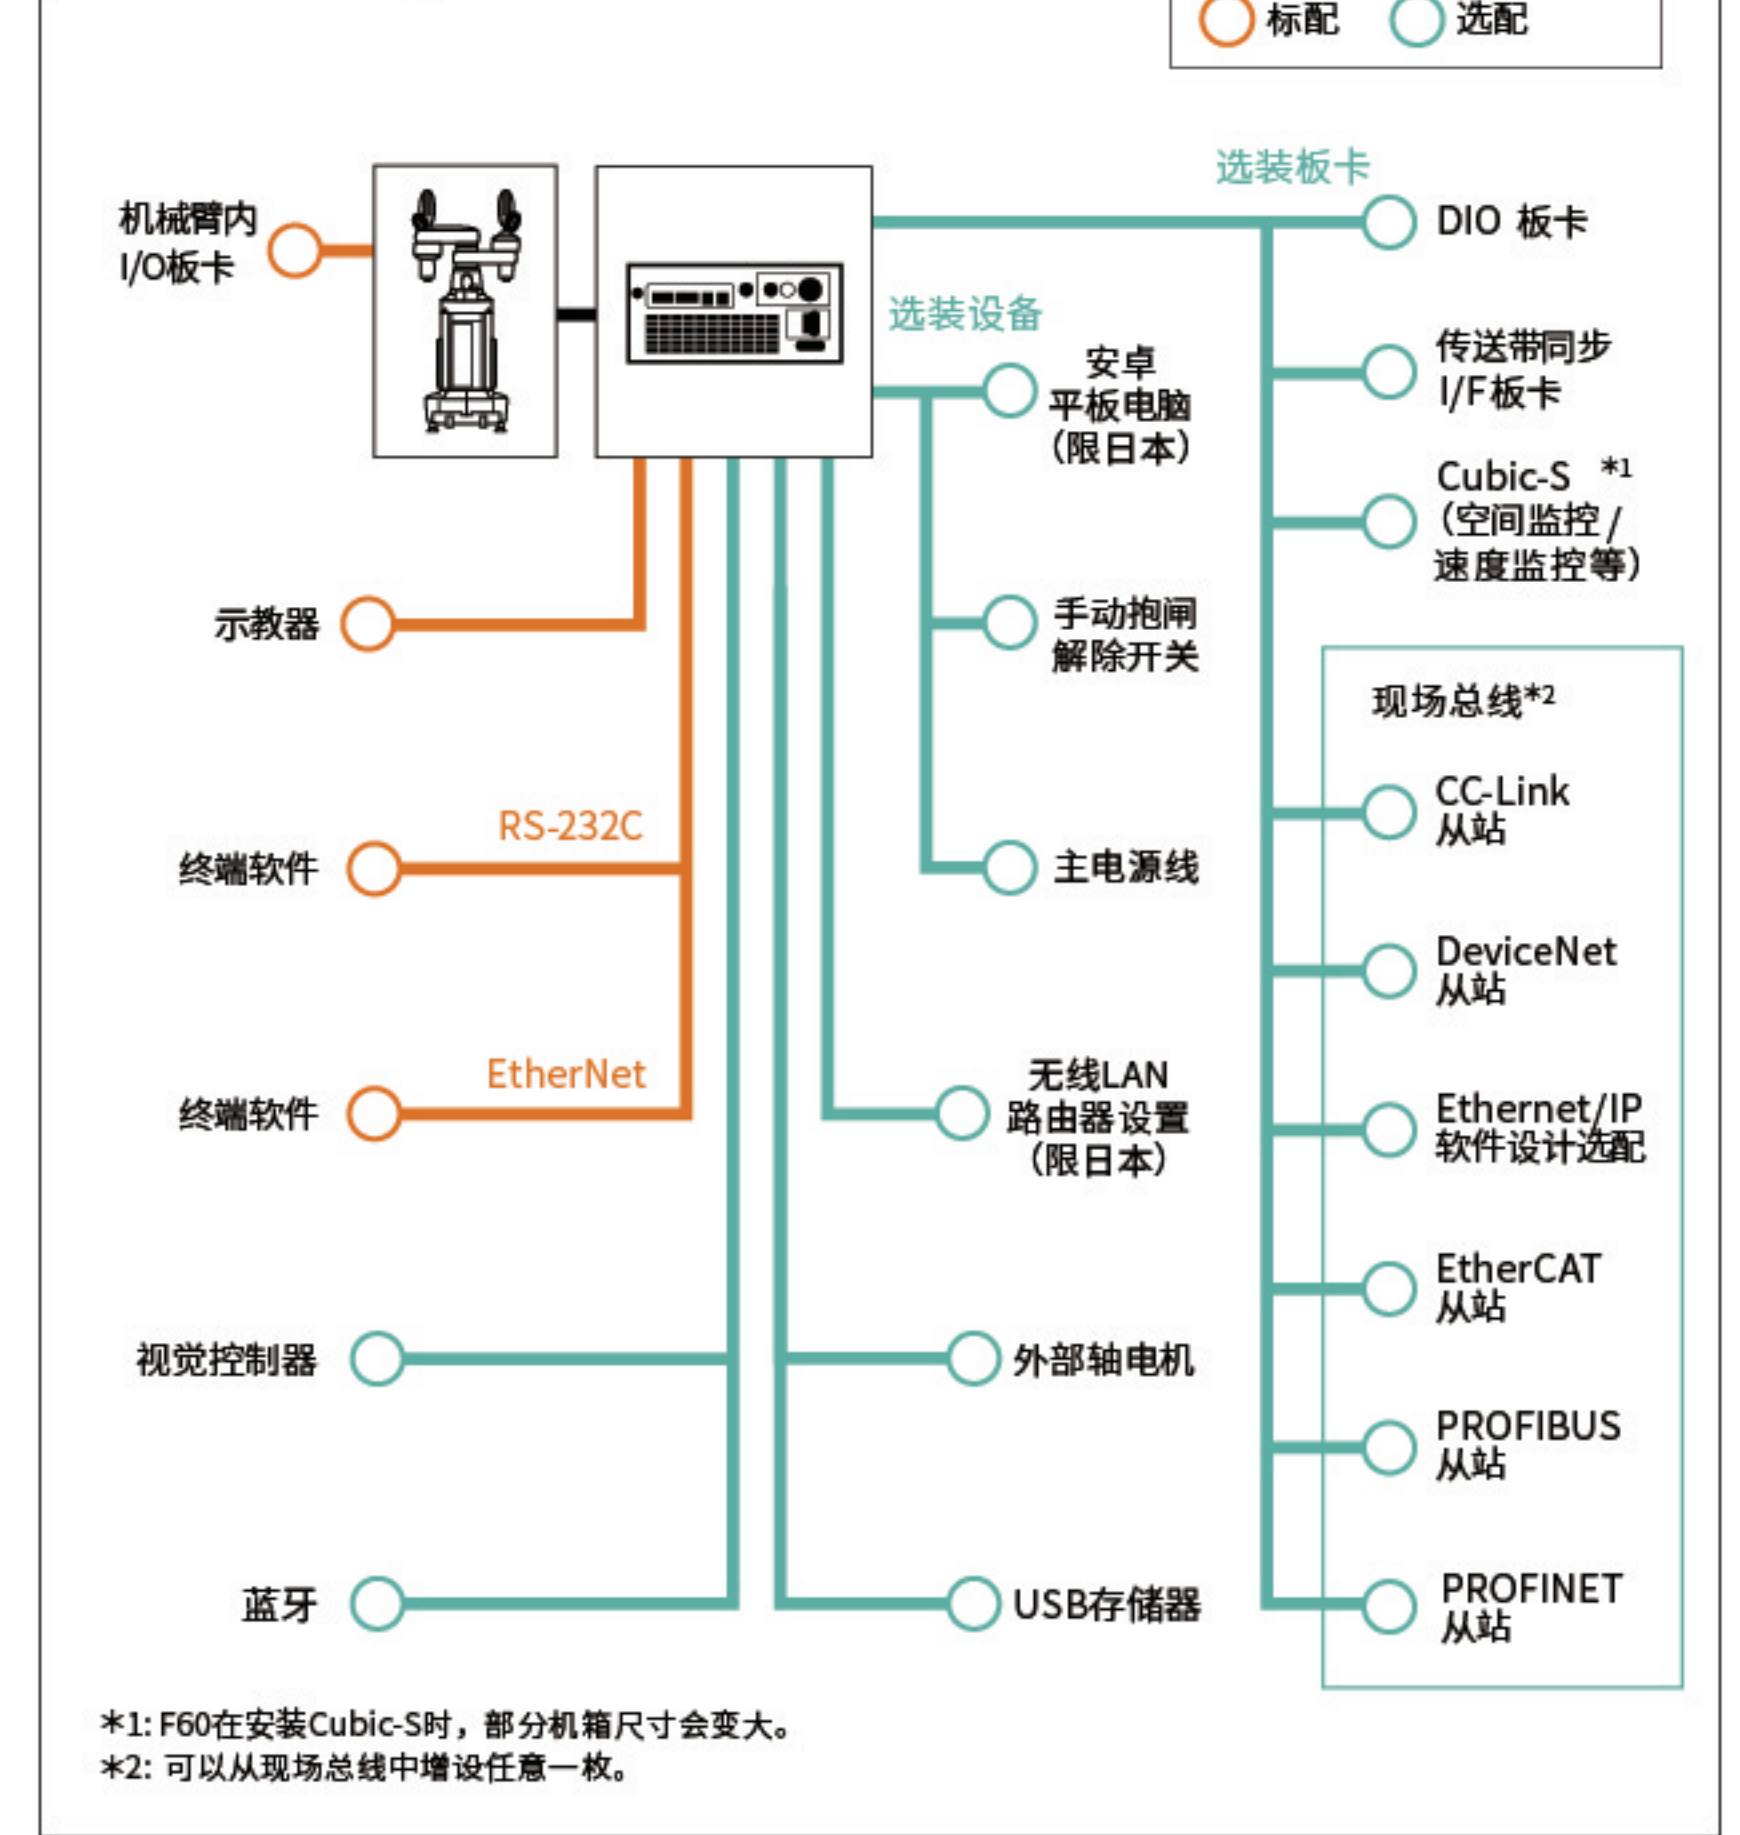 标配
选配
机械臂内
I/O板卡
选装板卡
DIO 板卡
选装设备
安卓
平板电脑
（限日本）
传送带同步
I/F板卡
Cubic-S *1
（空间监控/
速度监控等）
示教器
手动抱闸
解除开关
现场总线*2
RS-232C
终端软件
主电源线
CC-Link
从站
DeviceNet
从站
EtherNet
终端软件
无线LAN
路由器设置
（限日本）
Ethernet/IP
软件设计选配
EtherCAT
从站
视觉控制器
外部轴电机
PROFIBUS
从站
蓝牙
USB存储器
PROFINET
从站
*1: F60在安装Cubic-S时，部分机箱尺寸会变大。
*2: 可以从现场总线中增设任意一枚。